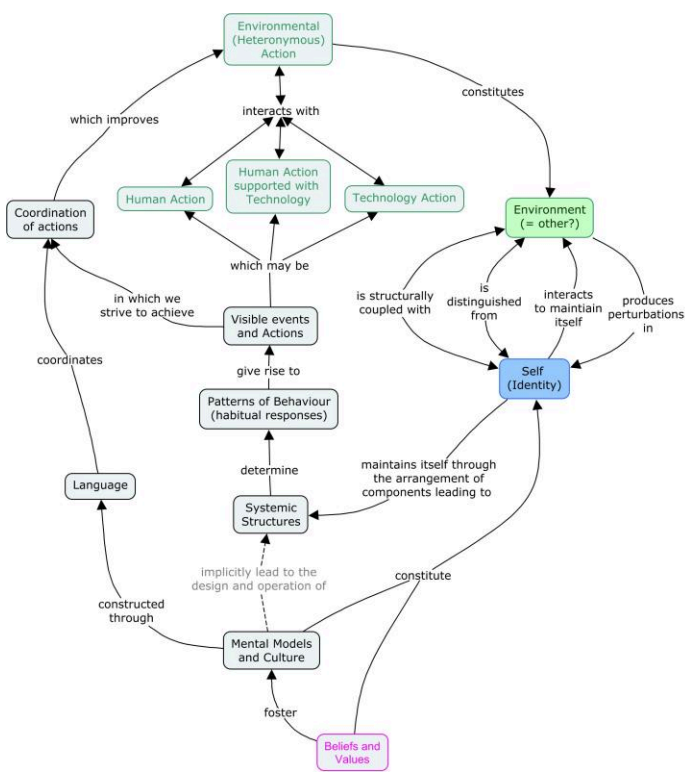 Environmental
(Heteronymous)
Action
constitutes
interacts with
which improves
Human Action
Human Action
supported with
Technology
Technology Action
Coordination
of actions
Environment
(= other?)
which may be
in which we
strive to achieve
is structurally
coupled with
is
distinguished
from
interacts
to maintain
itself
produces
perturbations
in
Visible events
and Actions
coordinates
give rise to
Self
(Identity)
Patterns of Behaviour
(habitual responses)
determine
maintains itself through
the arrangement of
components leading to
Language
Systemic
Structures
implicitly lead to the
design and operation of
constitute
constructed
through
Mental Models
and Culture
foster
Beliefs and
Values